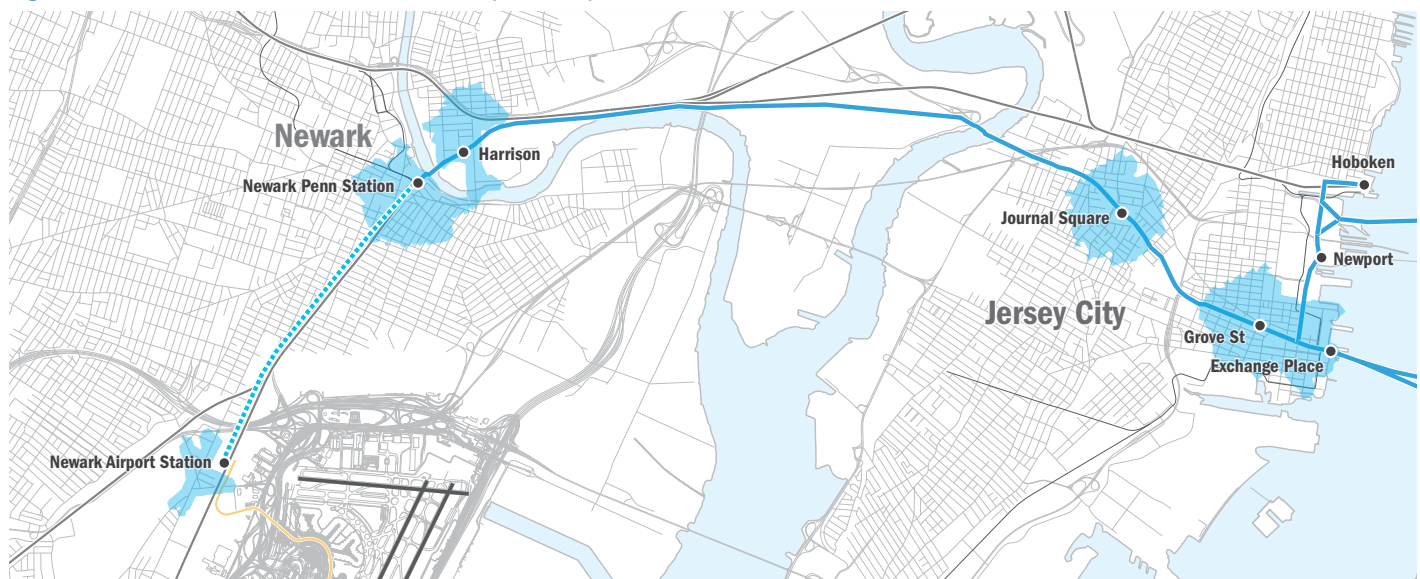 Newark
Harrison
Newark Penn Station
Hoboken
Journal Square
Newport
Jersey City
Grove St
Exchange Place
Newark Airport Station